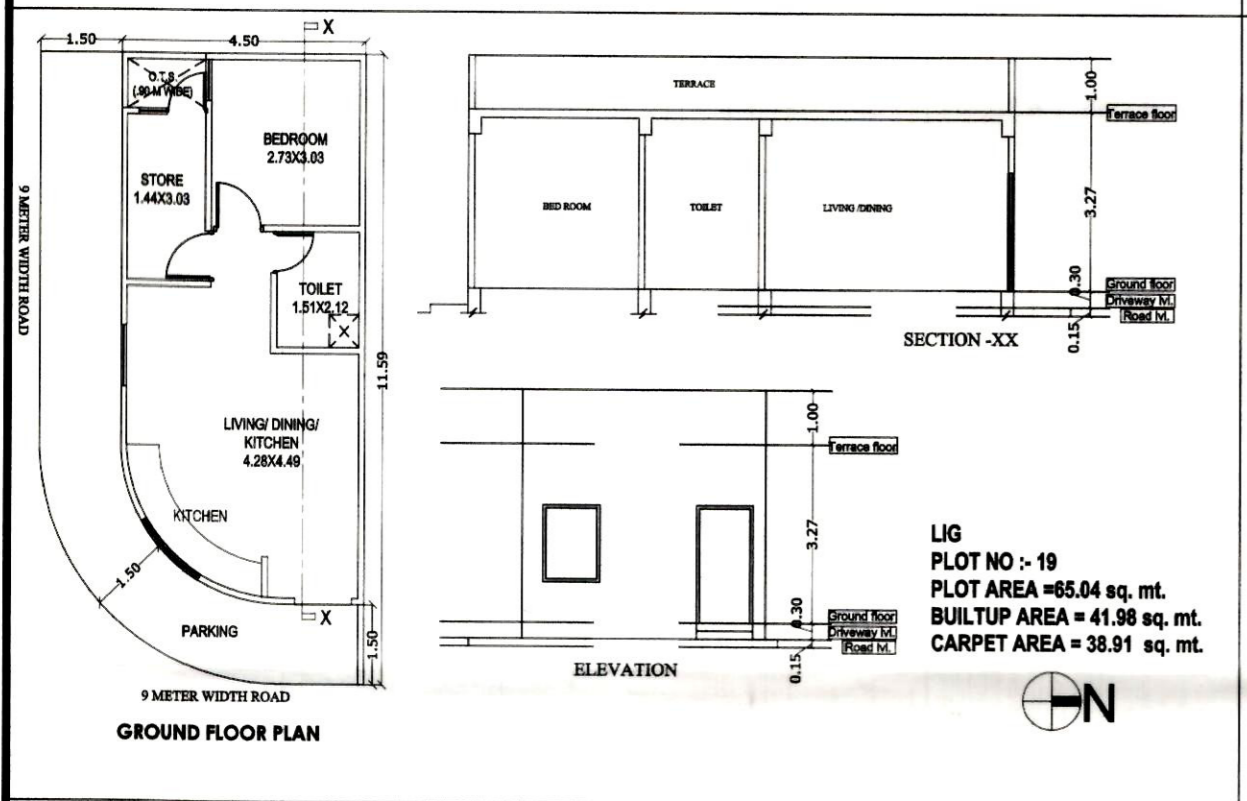 1.50
4.50
X
O.T.S.
(.90 M WIDE)
BEDROOM
2.73X3.03
STORE
1.44X3.03
9 METER WIDTH ROAD
TOILET
1.51X2.12
X
11.59
LIVING/ DINING/
KITCHEN
4.28X4.49
KITCHEN
1.50
X
PARKING
1.50
9 METER WIDTH ROAD
GROUND FLOOR PLAN
TERRACE
1.00
Terrace floor
BED ROOM
TOILET
LIVING /DINING
3.27
0.30
Ground floor
Driveway lvl.
Road lvl.
0.15
SECTION -XX
1.00
Terrace floor
3.27
0.30
Ground floor
Driveway lvl.
Road lvl.
0.15
ELEVATION
LIG
PLOT NO :- 19
PLOT AREA =65.04 sq. mt.
BUILTUP AREA = 41.98 sq. mt.
CARPET AREA = 38.91 sq. mt.
N